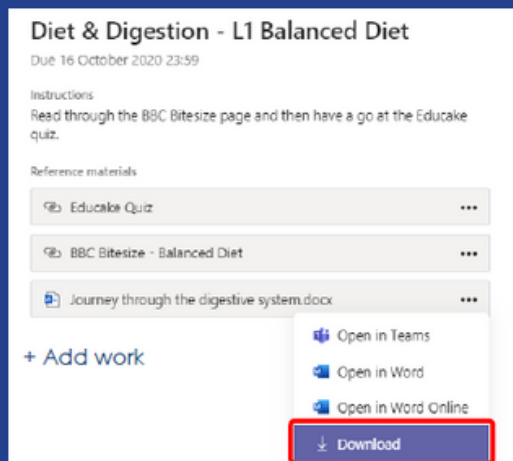 Diet & Digestion - L1 Balanced Diet
Due 16 October 2020 23:59
Instructions
Read through the BBC Bitesize page and then have a go at the Educake
quiz.
Reference materials
Educake Quiz
BBC Bitesize - Balanced Diet
Journey through the digestive system.docx
+ Add work
Open in Teams
Open in Word
Open in Word Online
Download